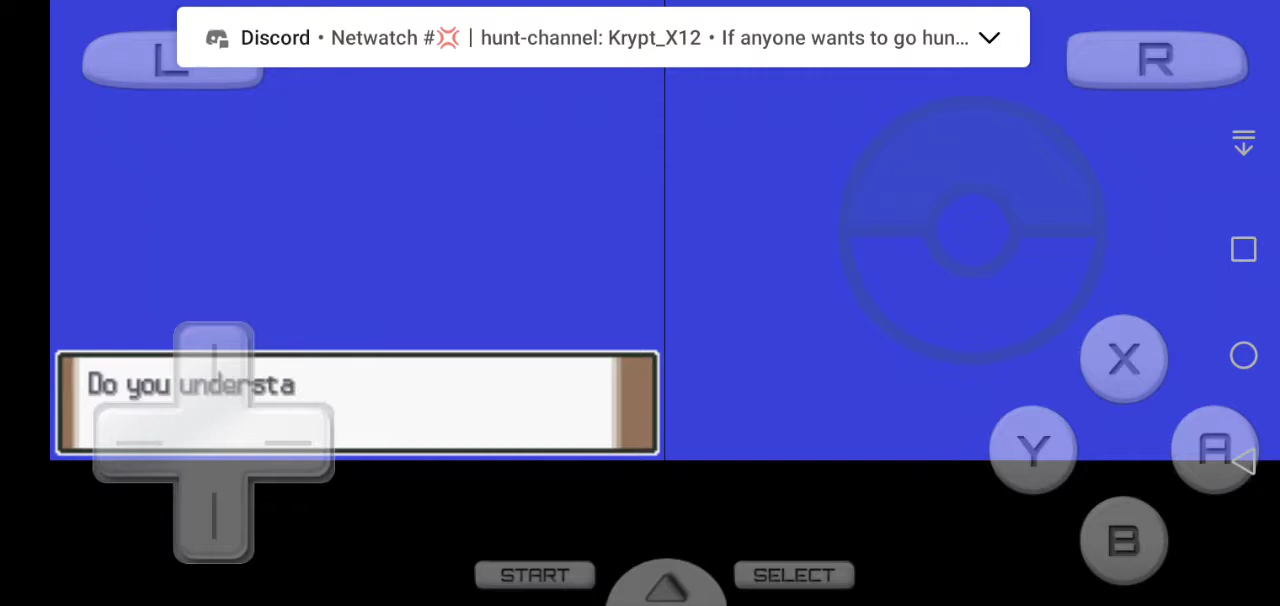 Discord • Netwatch #💢 | hunt-channel: Krypt_X12 • If anyone wants to go hun...
L
R
Do you understa
X
Y
A
B
START
SELECT